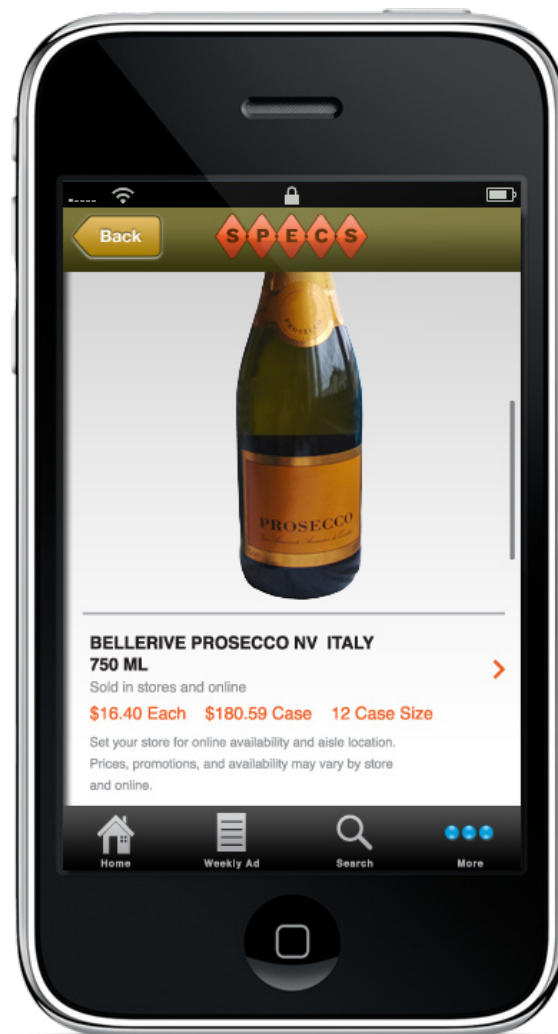 Back
S·P·E·C·S
PROSECCO
PROSECCO
BELLERIVE PROSECCO NV ITALY
750 ML
Sold in stores and online
$16.40 Each $180.59 Case 12 Case Size
Set your store for online availability and aisle location.
Prices, promotions, and availability may vary by store
and online.
Home Weekly Ad Search More